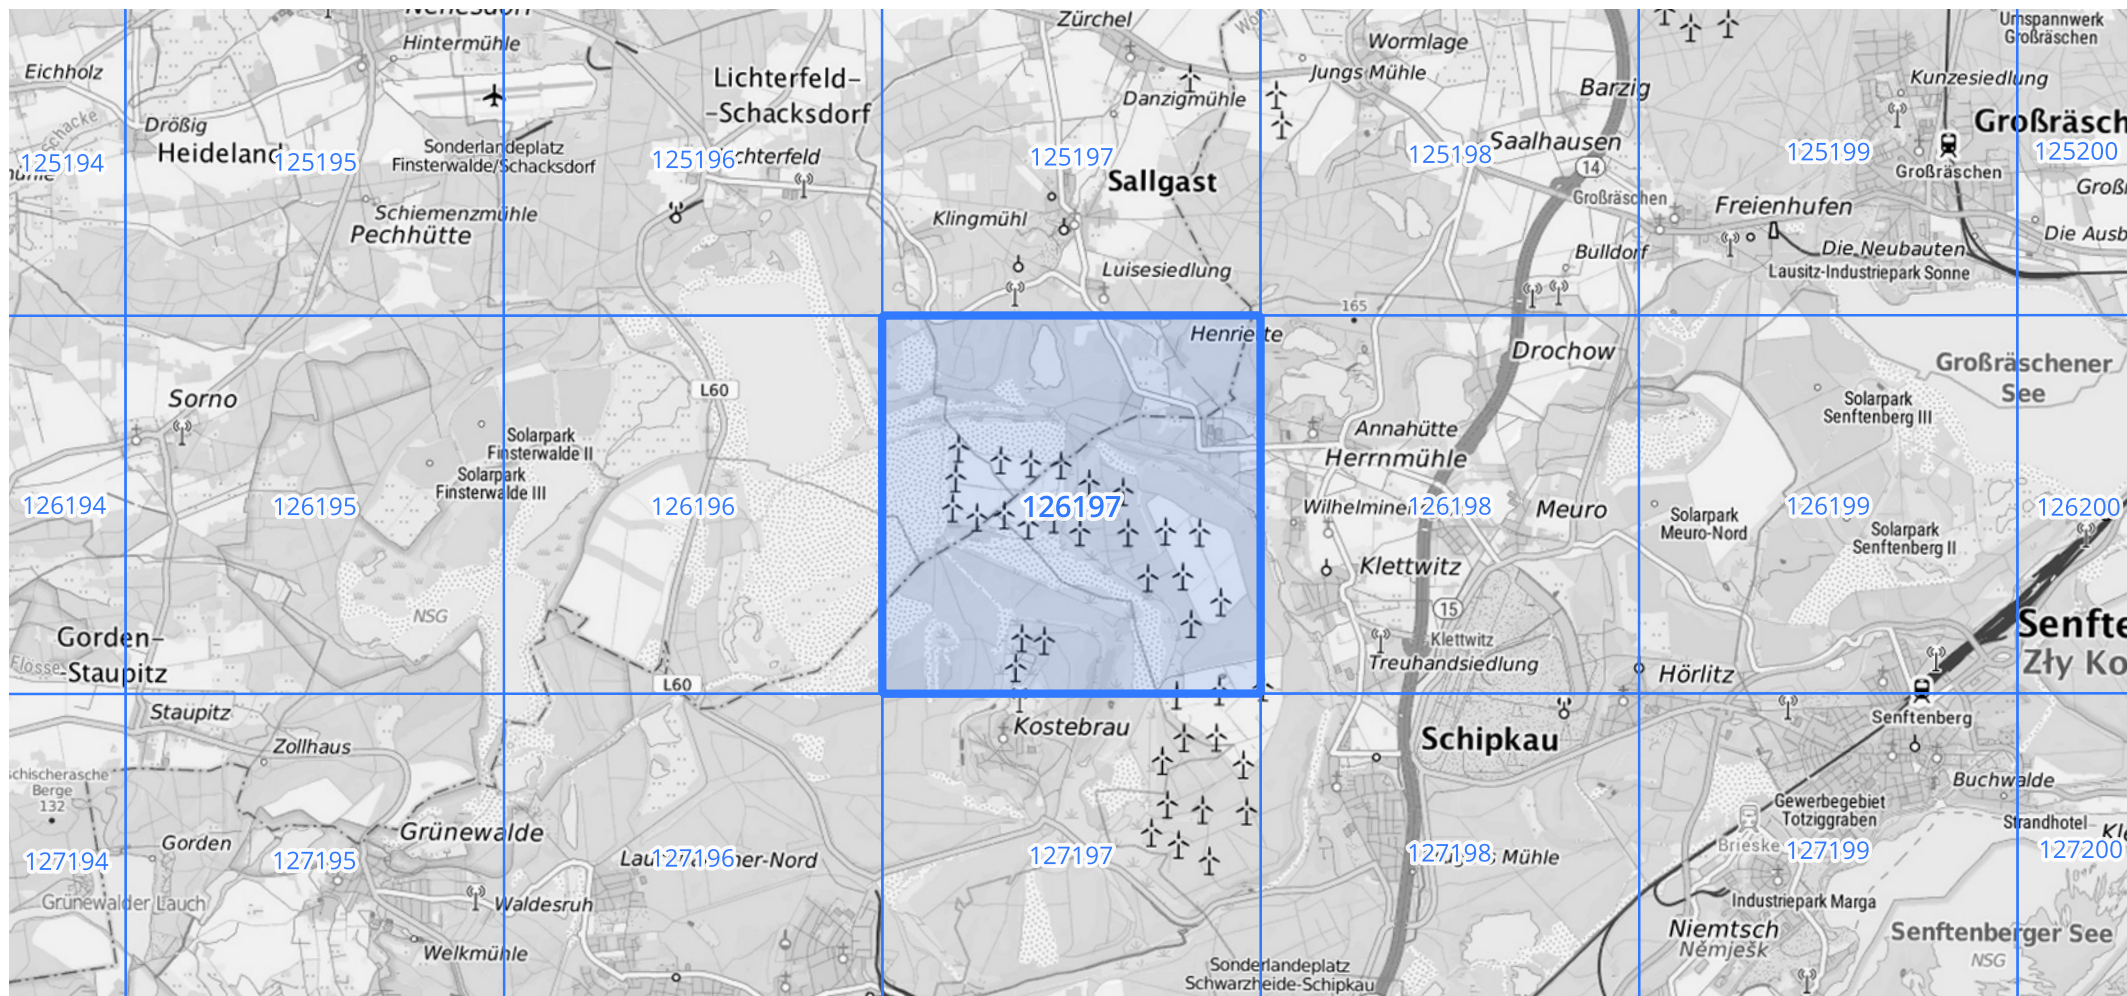 Hintermühle
Eichholz
Drößig
Heideland
Sonderlandeplatz
Finsterwalde/Schacksdorf
Lichterfeld-
-Schacksdorf
Schiemenzmühle
Pechhütte
Zürchel
Danzigmühle
Sallgast
Klingmühl
Luisesiedlung
Wormlage
Jungs Mühle
Barzig
Saalhausen
14
Großräschen
Bulldorf
165
Umspannwerk
Großräschen
Kunzesiedlung
Großräschen
Freienhufen
Die Neubauten
Lausitz-Industriepark Sonne
125194
125195
125196
125197
125198
125199
125200
Sorno
L60
Solarpark
Finsterwalde II
Solarpark
Finsterwalde III
NSG
Gorden-
-Staupitz
L60
Drochow
Annahütte
Herrnmühle
Meuro
Klettwitz
15
Klettwitz
Treuhandsiedlung
Großräschener
See
Solarpark
Senftenberg III
Solarpark
Meuro-Nord
Solarpark
Senftenberg II
Hörlitz
126194
126195
126196
126197
126198
126199
126200
Staupitz
Zollhaus
Berge
132
Gorden
Grünewalde
Grünewalder Lauch
Waldesruh
Welkmühle
Kostebrau
Schipkau
Sonderlandeplatz
Schwarzheide-Schipkau
Senftenberg
Buchwalde
Gewerbegebiet
Totziggraben
Strandhotel
Brieske
Industriepark Marga
Niemtsch
Němješk
Senftenberger See
NSG
127194
127195
127196
127197
127198
127199
127200